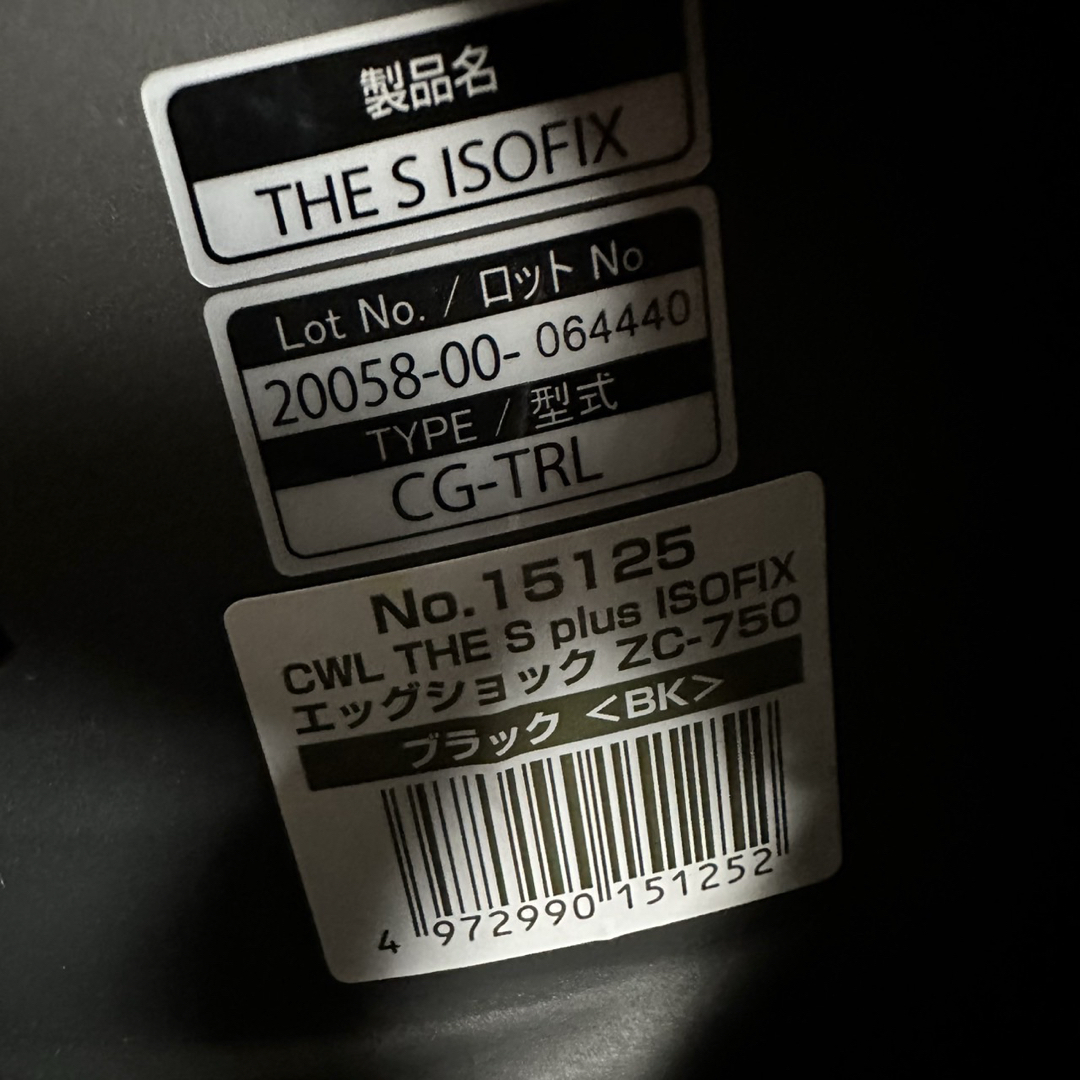 製品名
THE S ISOFIX
Lot No. / ロット No
20058-00- 064440
TYPE / 型式
CG-TRL
No.15125
CWL THE S plus ISOFIX
エッグショック ZC-750
ブラック <BK>
4 972990 151252